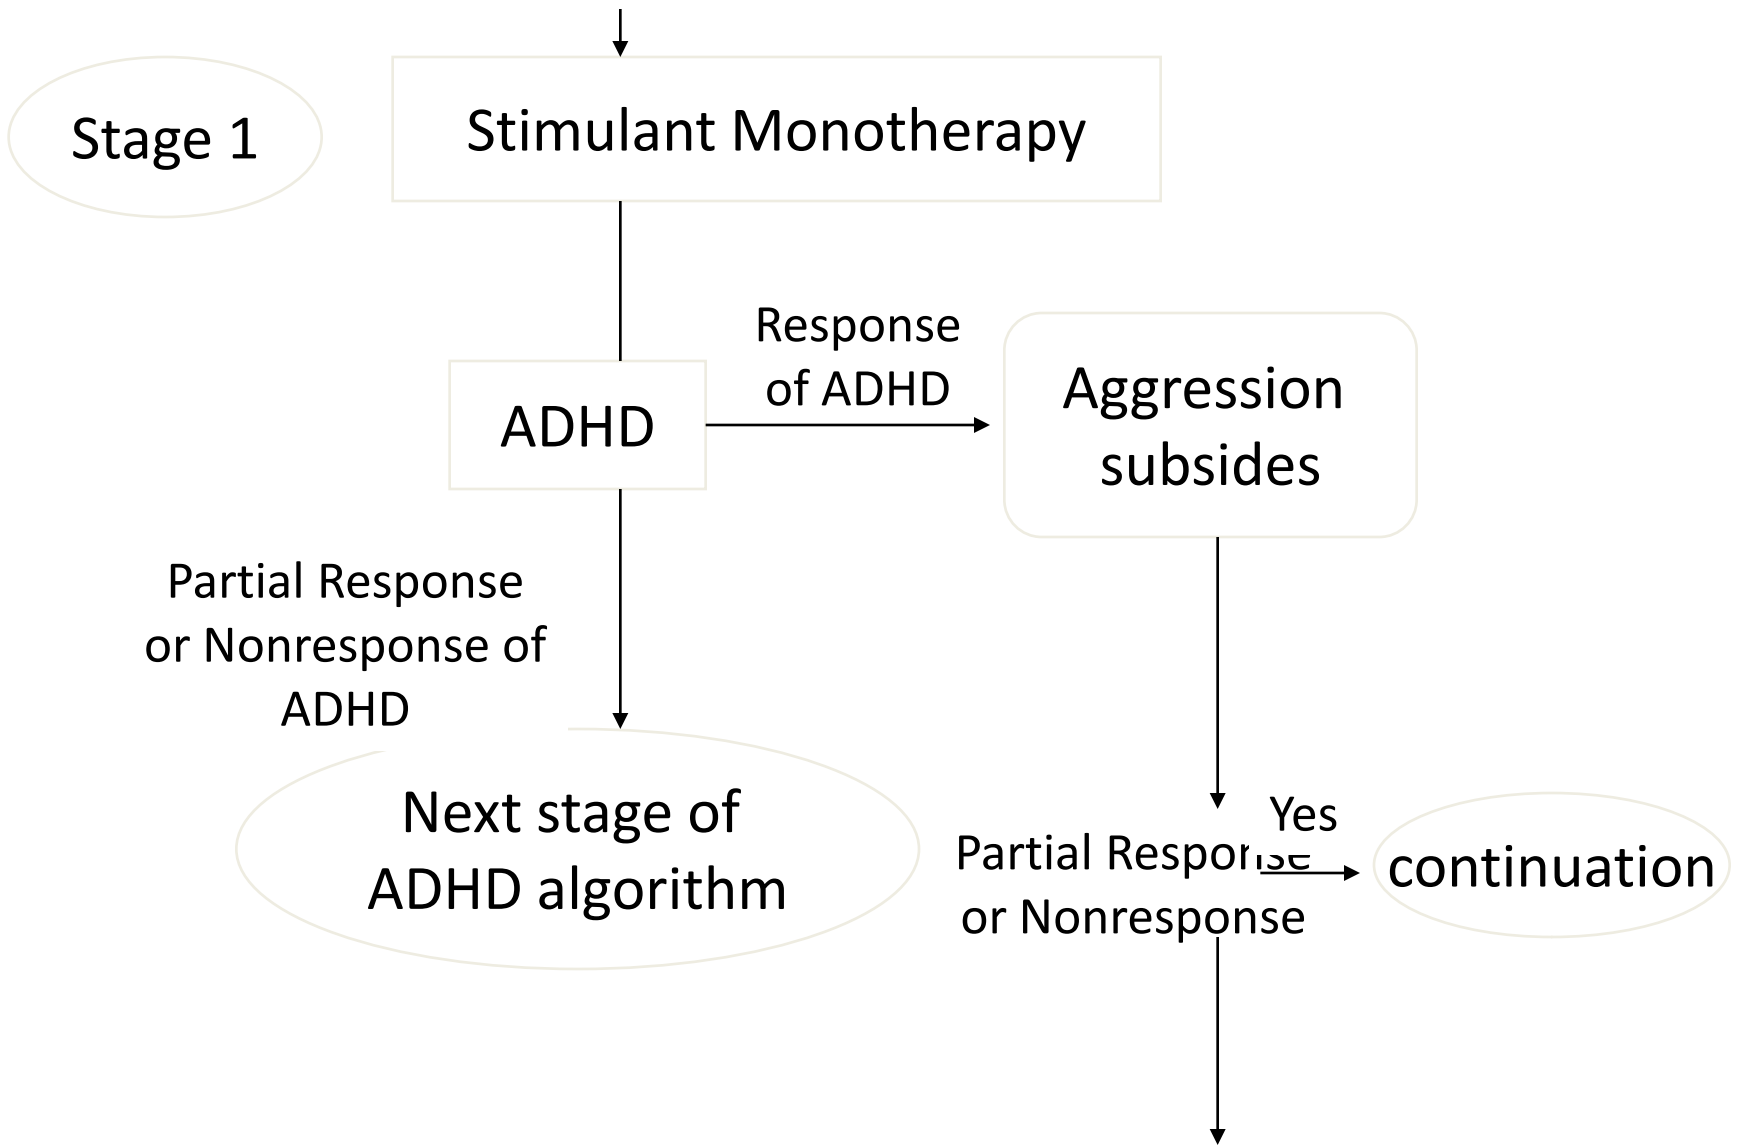 Stage 1
Stimulant Monotherapy
Response
of ADHD
ADHD
Aggression
subsides
Partial Response
or Nonresponse of
ADHD
Next stage of
ADHD algorithm
Yes
Partial Response
or Nonresponse
continuation